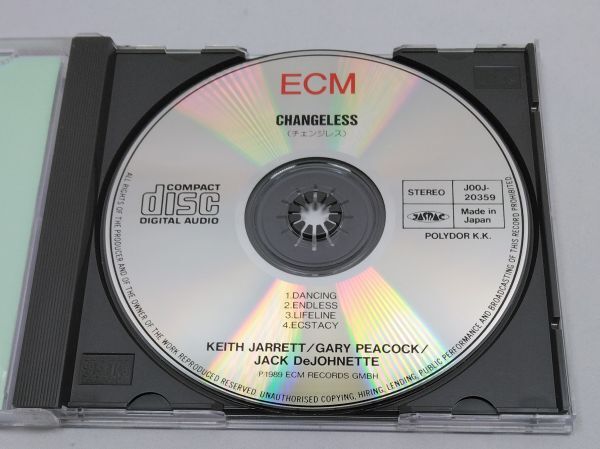 ECM
CHANGELESS
(チェンジレス)
COMPACT
disc
DIGITAL AUDIO
STEREO
J00J-
20359
JASRAC
Made in
Japan
POLYDOR K.K.
1.DANCING
2.ENDLESS
3.LIFELINE
4.ECSTACY
KEITH JARRETT/GARY PEACOCK/
JACK DeJOHNETTE
℗1989 ECM RECORDS GMBH
ALL RIGHTS OF THE PRODUCER AND OF THE OWNER OF THE WORK REPRODUCED RESERVED. UNAUTHORISED COPYING, HIRING, LENDING, PUBLIC PERFORMANCE AND BROADCASTING OF THIS RECORD PROHIBITED.